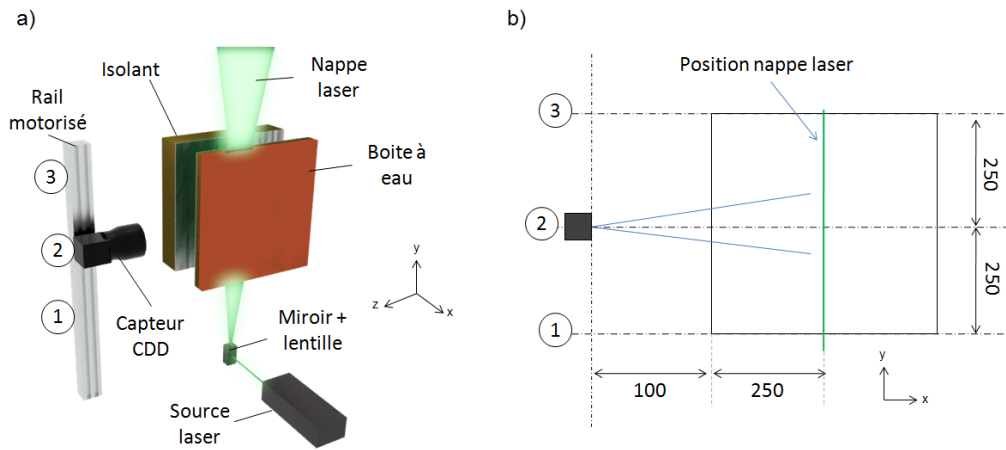 a)
Isolant
Nappe
laser
Rail
motorisé
Boite à
eau
3
2
1
y
z
x
Capteur
CDD
Miroir +
lentille
Source
laser
b)
Position nappe laser
3
2
1
250
250
100
250
y
x